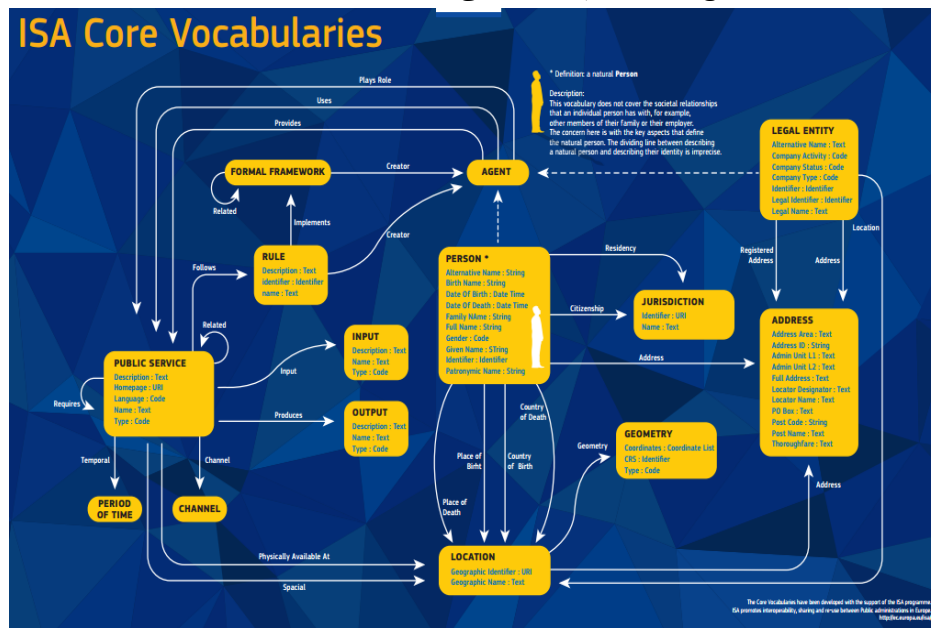 ISA Core Vocabularies
Plays Role
Uses
Provides
* Definition: a natural Person
Description:
This vocabulary does not cover the societal relationships
that an individual person has with, for example,
other members of their family or their employer.
The concern here is with the key aspects that define
the natural person. The dividing line between describing
a natural person and describing their identity is imprecise.
LEGAL ENTITY
Alternative Name : Text
Company Activity : Code
Company Status : Code
Company Type : Code
Identifier : Identifier
Legal Identifier : Identifier
Legal Name : Text
FORMAL FRAMEWORK
Creator
AGENT
Related
Implements
Creator
Location
Registered
Address
Address
RULE
Description : Text
identifier : Identifier
name : Text
Follows
PERSON *
Alternative Name : String
Birth Name : String
Date Of Birth : Date Time
Date Of Death : Date Time
Family NAme : String
Full Name : String
Gender : Code
Given Name : STring
Identifier : Identifier
Patronymic Name : String
Residency
Citizenship
Address
JURISDICTION
Identifier : URI
Name : Text
ADDRESS
Address Area : Text
Address ID : String
Admin Unit L1 : Text
Admin Unit L2 : Text
Full Address : Text
Locator Designator : Text
Locator Name : Text
PO Box : Text
Post Code : String
Post Name : Text
Thoroughfare : Text
Related
PUBLIC SERVICE
Description : Text
Homepage : URI
Language : Code
Name : Text
Type : Code
Requires
Input
INPUT
Description : Text
Name : Text
Type : Code
Produces
OUTPUT
Description : Text
Name : Text
Type : Code
Temporal
Channel
PERIOD
OF TIME
CHANNEL
Country
of Death
Place of
Birht
Country
of Birth
Place of
Death
Geometry
GEOMETRY
Coordinates : Coordinate List
CRS : Identifier
Type : Code
Address
Physically Available At
Spacial
LOCATION
Geographic Identifier : URI
Geographic Name : Text
The Core Vocabularies have been developed with the support of the ISA programme.
ISA promotes interoperability, sharing and re-use between Public administrations in Europe.